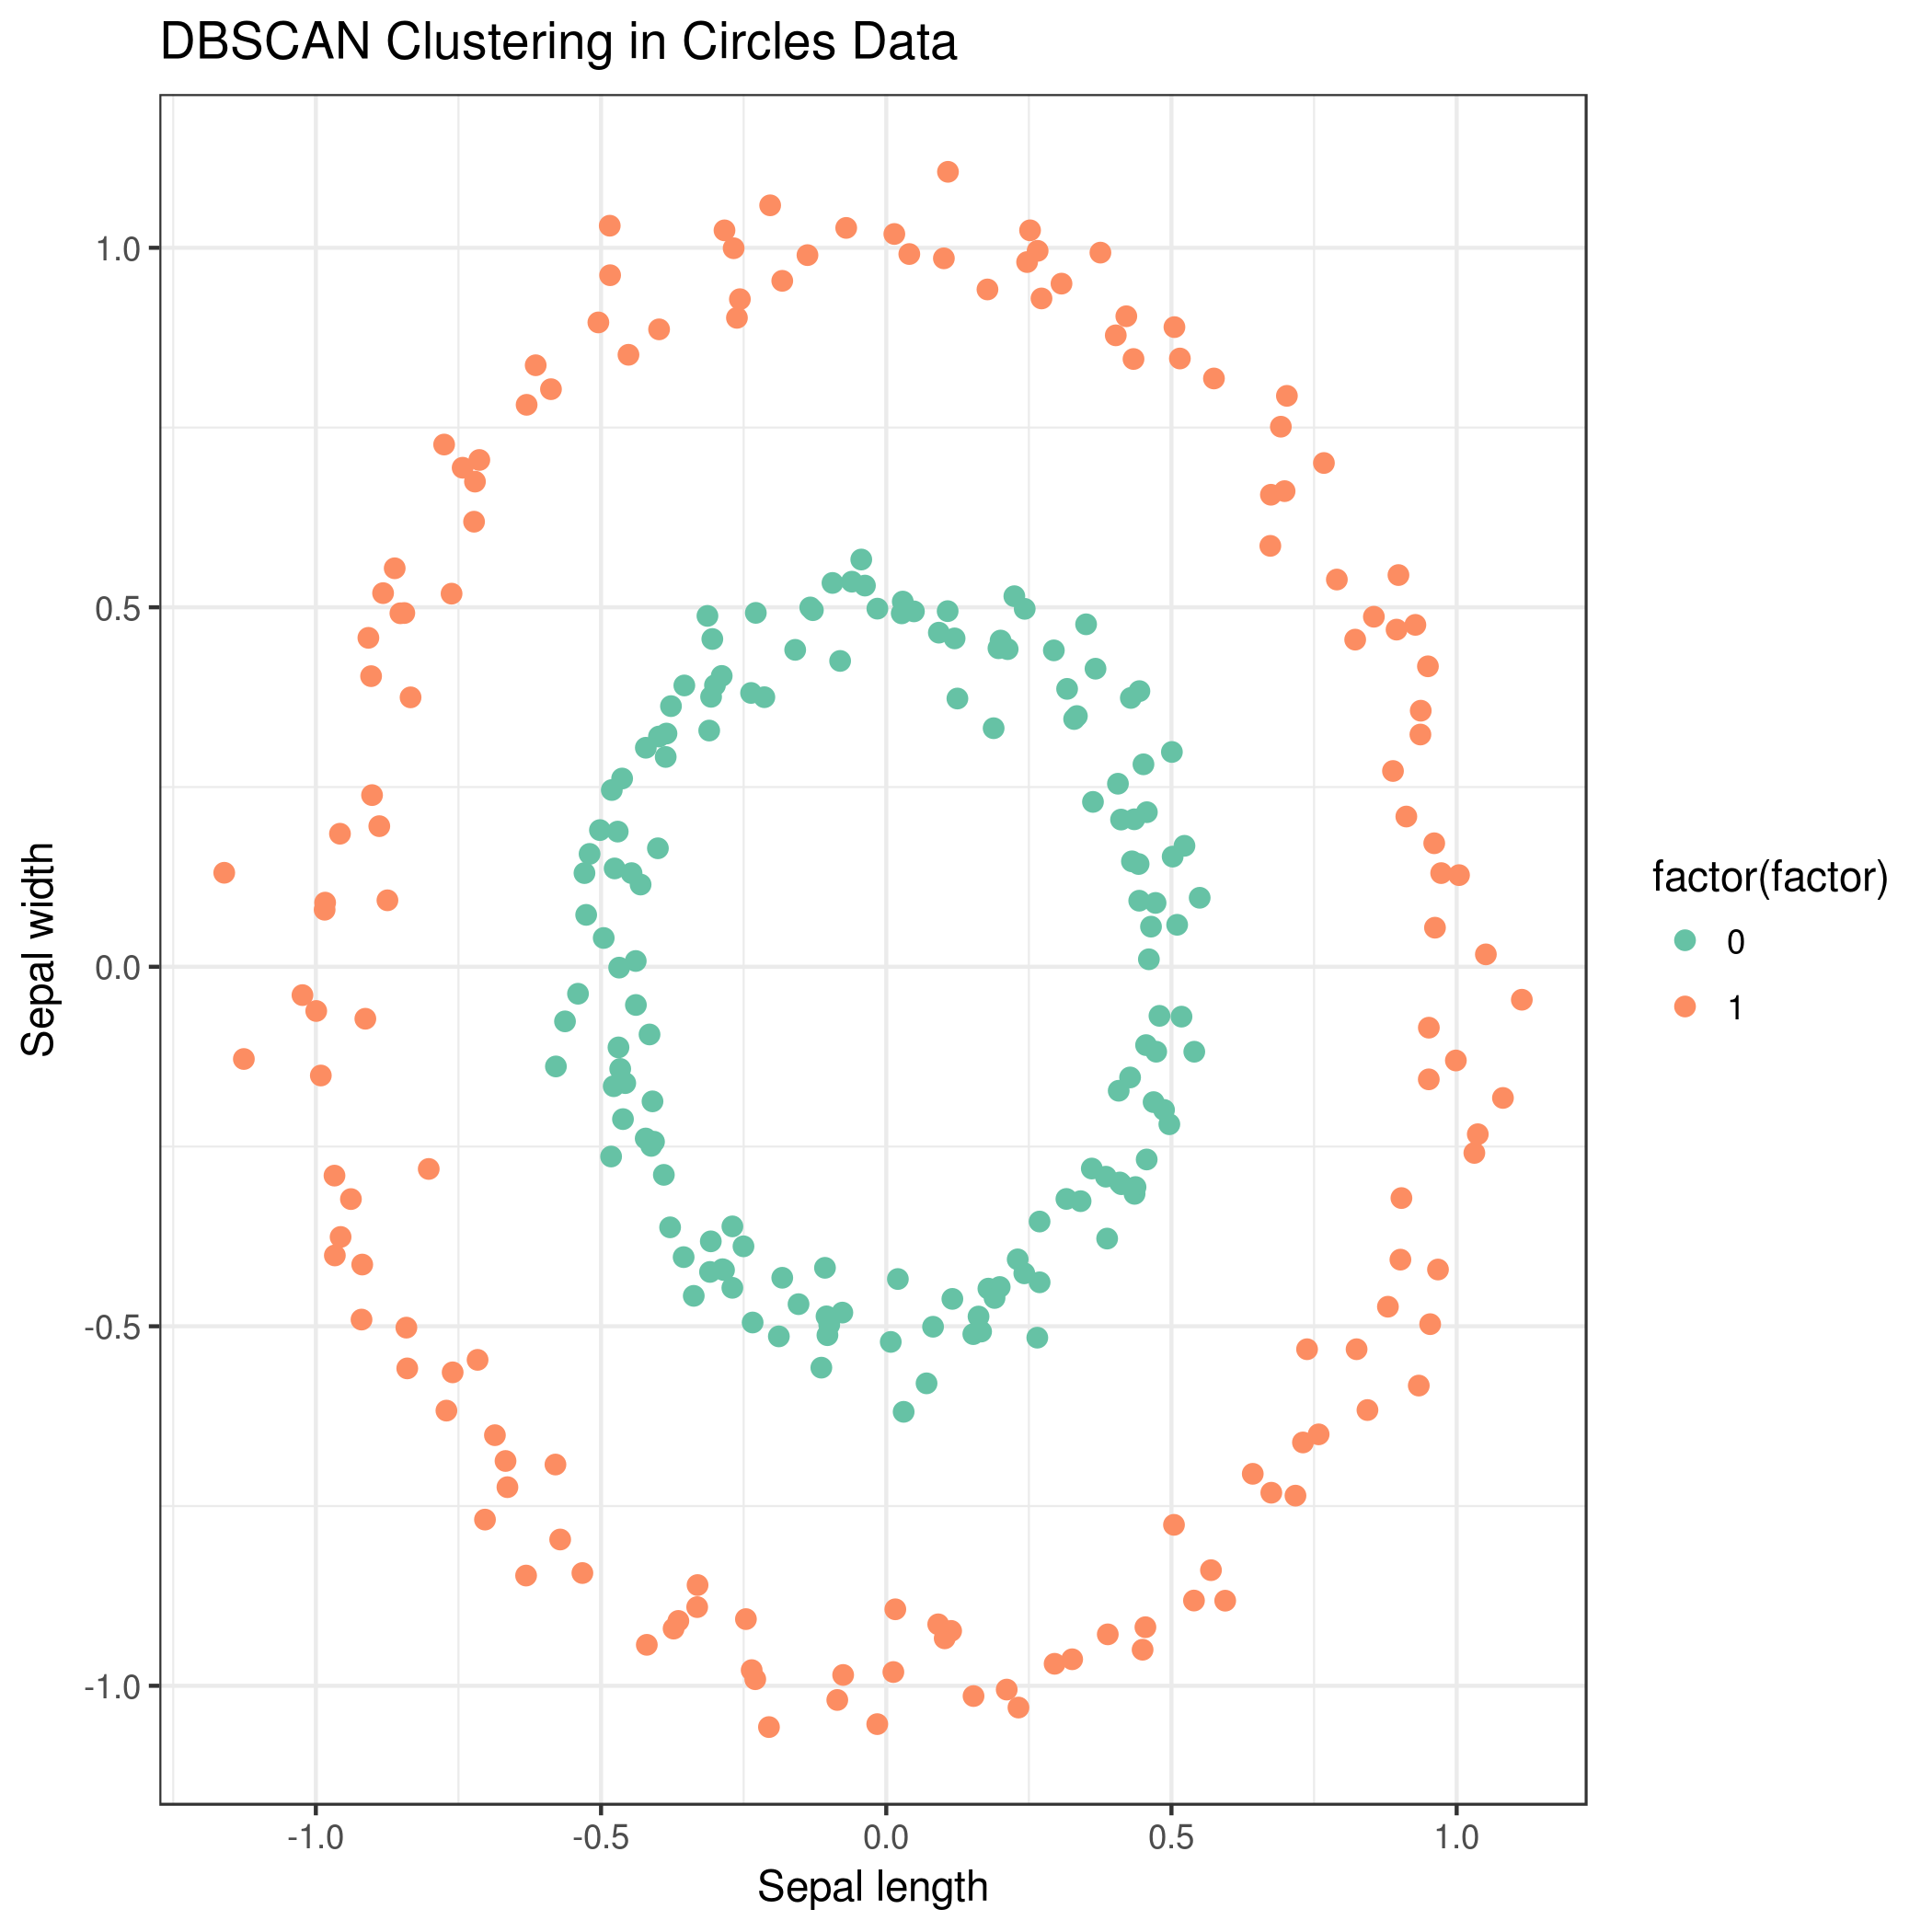 DBSCAN Clustering in Circles Data
1.0
0.5
0.0
-0.5
-1.0
Sepal width
-1.0 -0.5 0.0 0.5 1.0
Sepal length
factor(factor)
0
1